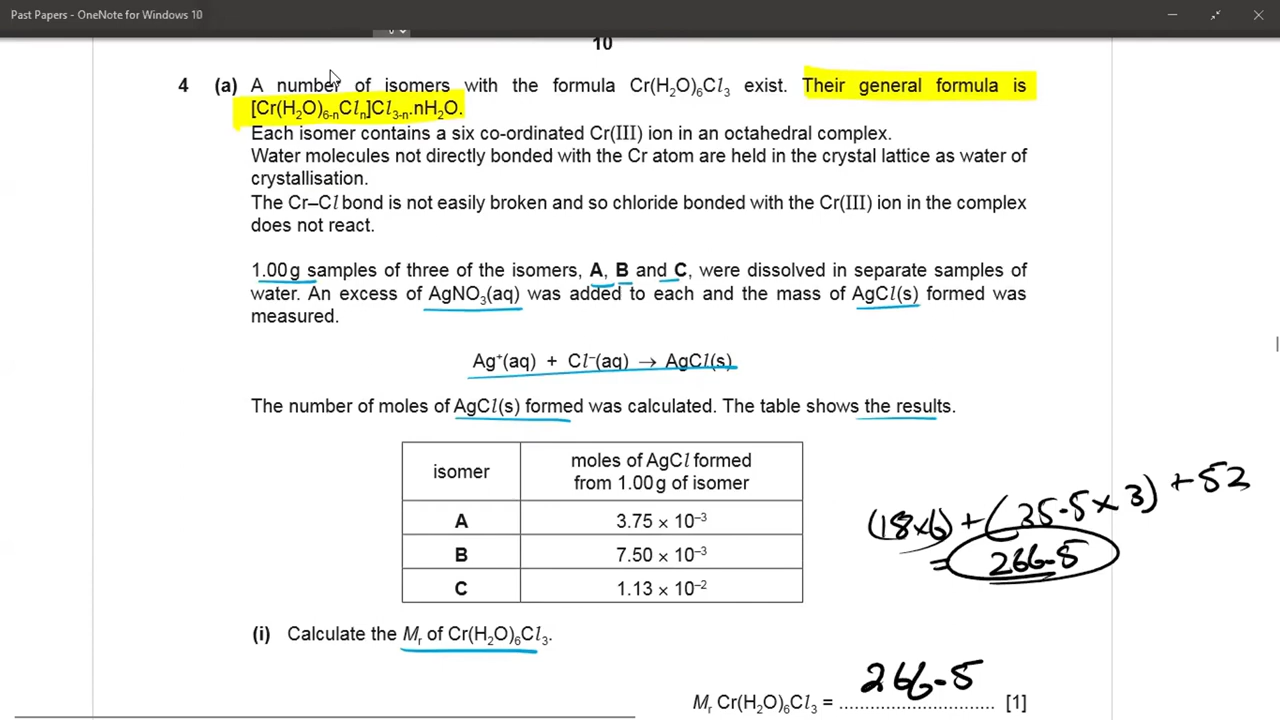 Past Papers - OneNote for Windows 10
10
4 (a) A number of isomers with the formula Cr(H₂O)₆Cl₃ exist. Their general formula is
[Cr(H₂O)₆₋ₙClₙ]Cl₃₋ₙ.nH₂O.
Each isomer contains a six co-ordinated Cr(III) ion in an octahedral complex.
Water molecules not directly bonded with the Cr atom are held in the crystal lattice as water of
crystallisation.
The Cr–Cl bond is not easily broken and so chloride bonded with the Cr(III) ion in the complex
does not react.
1.00 g samples of three of the isomers, A, B and C, were dissolved in separate samples of
water. An excess of AgNO₃(aq) was added to each and the mass of AgCl(s) formed was
measured.
Ag⁺(aq) + Cl⁻(aq) → AgCl(s)
The number of moles of AgCl(s) formed was calculated. The table shows the results.
isomer moles of AgCl formed
from 1.00 g of isomer
A 3.75 × 10⁻³
B 7.50 × 10⁻³
C 1.13 × 10⁻²
(18×6) + (35.5 × 3) + 52
= 266.5
(i) Calculate the Mᵣ of Cr(H₂O)₆Cl₃.
266.5
Mᵣ Cr(H₂O)₆Cl₃ = .............................. [1]